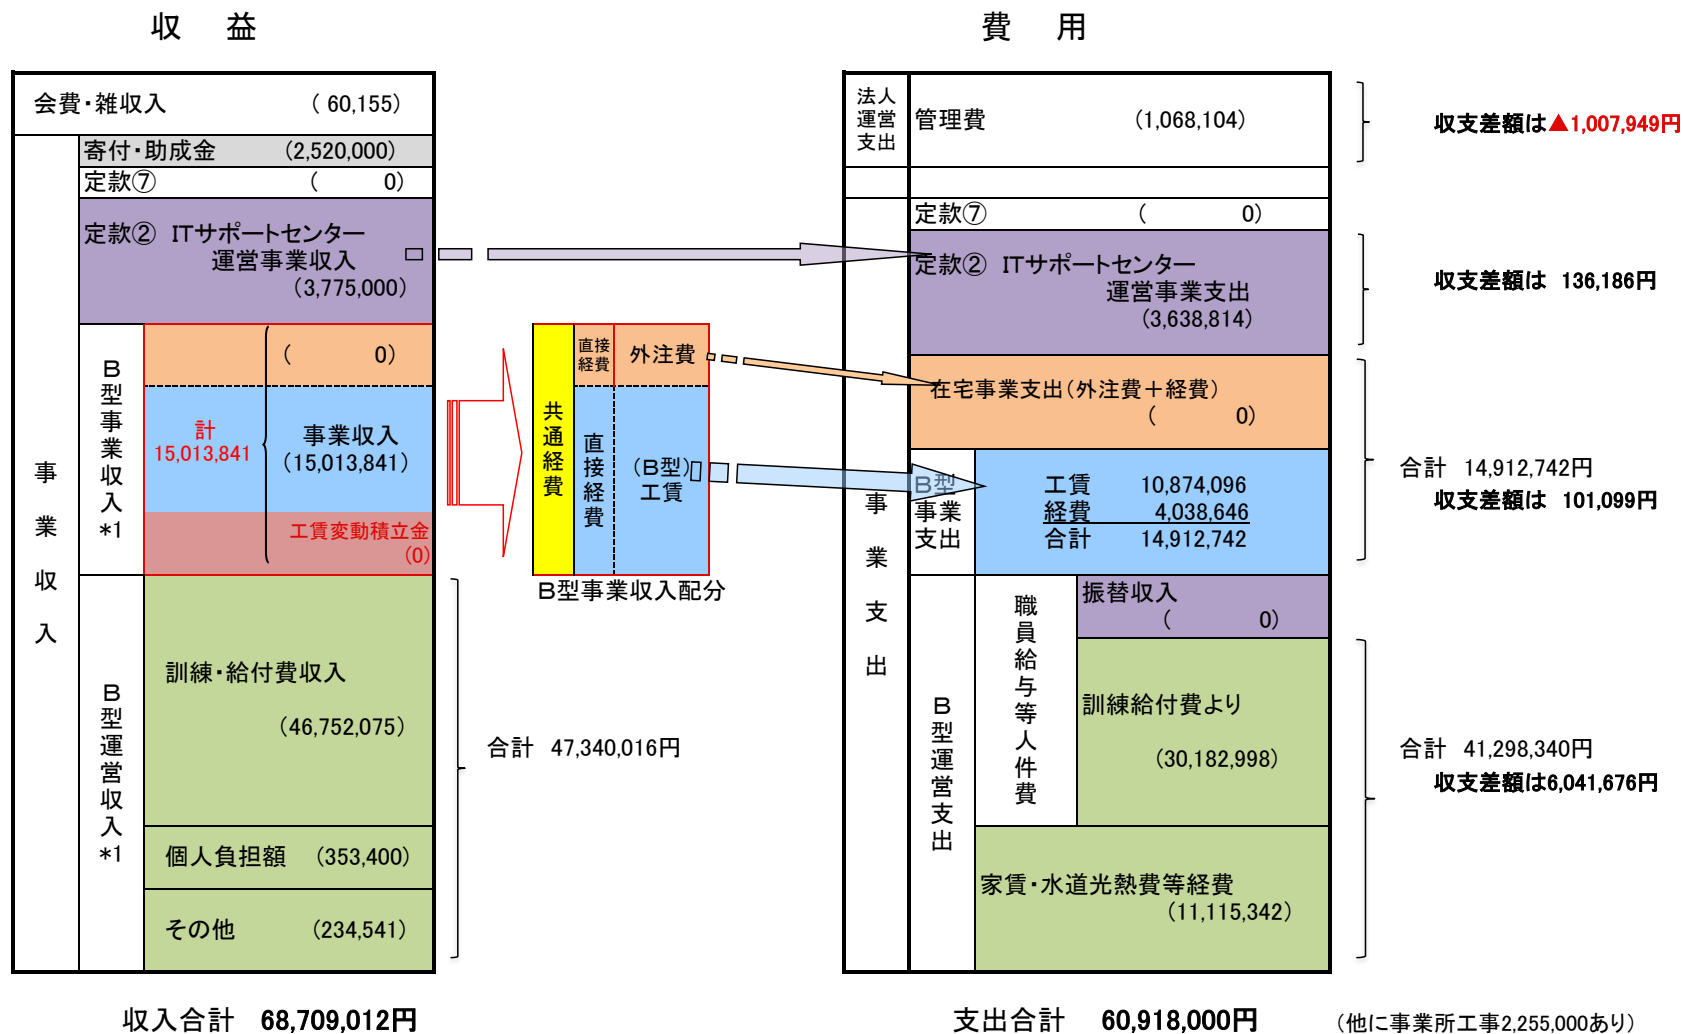 収　益
会費・雑収入 （ 60,155）
事業収入
寄付・助成金 （2,520,000）
定款⑦ （ 0）
定款② ITサポートセンター
運営事業収入
（3,775,000）
B型事業収入*1
（ 0）
計
15,013,841
事業収入
（15,013,841）
工賃変動積立金
（0）
B型運営収入*1
訓練・給付費収入
（46,752,075）
個人負担額 （353,400）
その他 （234,541）
合計 47,340,016円
収入合計 68,709,012円
共通経費
直接
経費
外注費
直接経費
（B型）
工賃
B型事業収入配分
費　用
法人
運営
支出
管理費 （1,068,104）
収支差額は▲1,007,949円
事業支出
定款⑦ （ 0）
定款② ITサポートセンター
運営事業支出
（3,638,814）
収支差額は 136,186円
在宅事業支出（外注費＋経費）
（ 0）
B型
事業
支出
工賃 10,874,096
経費 4,038,646
合計 14,912,742
合計 14,912,742円
収支差額は 101,099円
B型運営支出
職員給与等人件費
振替収入
（ 0）
訓練給付費より
（30,182,998）
家賃・水道光熱費等経費
（11,115,342）
合計 41,298,340円
収支差額は6,041,676円
支出合計 60,918,000円 （他に事業所工事2,255,000あり）